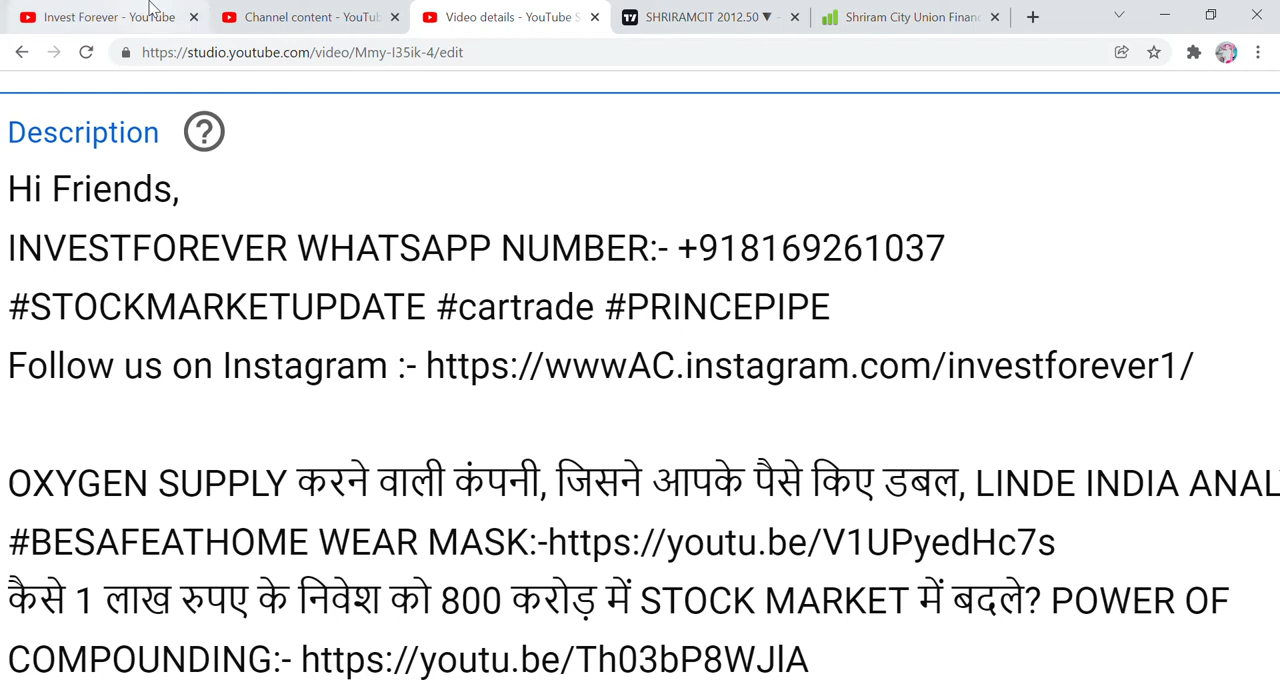 Invest Forever - YouTube
Channel content - YouTub
Video details - YouTube S
SHRIRAMCIT 2012.50 ▼
Shriram City Union Finan
https://studio.youtube.com/video/Mmy-I35ik-4/edit
Description ?
Hi Friends,
INVESTFOREVER WHATSAPP NUMBER:- +918169261037
#STOCKMARKETUPDATE #cartrade #PRINCEPIPE
Follow us on Instagram :- https://wwwAC.instagram.com/investforever1/
OXYGEN SUPPLY करने वाली कंपनी, जिसने आपके पैसे किए डबल, LINDE INDIA ANAL
#BESAFEATHOME WEAR MASK:-https://youtu.be/V1UPyedHc7s
कैसे 1 लाख रुपए के निवेश को 800 करोड़ में STOCK MARKET में बदले? POWER OF
COMPOUNDING:- https://youtu.be/Th03bP8WJlA